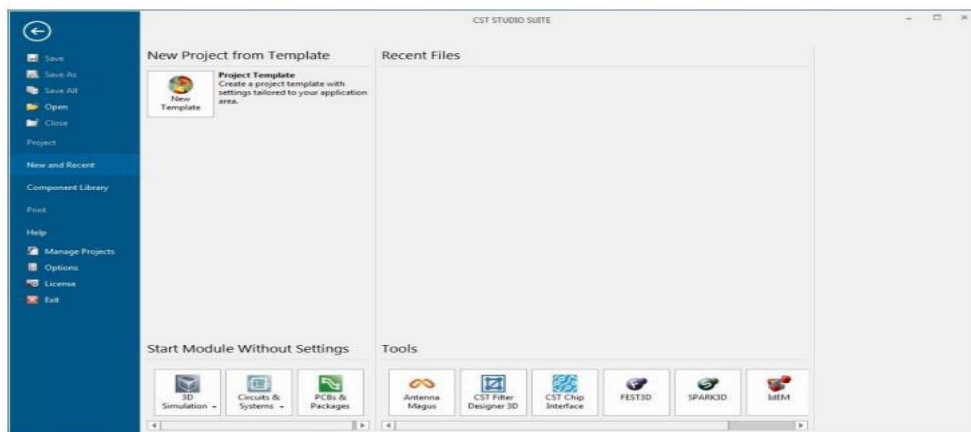 CST STUDIO SUITE
Save
Save As
Save All
Open
Close
Project
New and Recent
Component Library
Print
Help
Manage Projects
Options
License
Exit
New Project from Template
New
Template
Project Template
Create a project template with
settings tailored to your application
area.
Recent Files
Start Module Without Settings
3D
Simulation
Circuits &
Systems
PCBs &
Packages
Tools
Antenna
Magus
CST Filter
Designer 3D
CST Chip
Interface
FEST3D
SPARK3D
IdEM